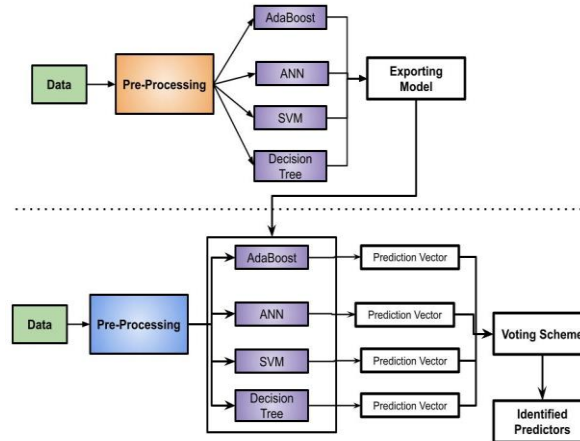 AdaBoost
ANN
Data
Pre-Processing
Exporting
Model
SVM
Decision
Tree
AdaBoost
Prediction Vector
ANN
Prediction Vector
Data
Pre-Processing
Voting Scheme
SVM
Prediction Vector
Decision
Tree
Prediction Vector
Identified
Predictors